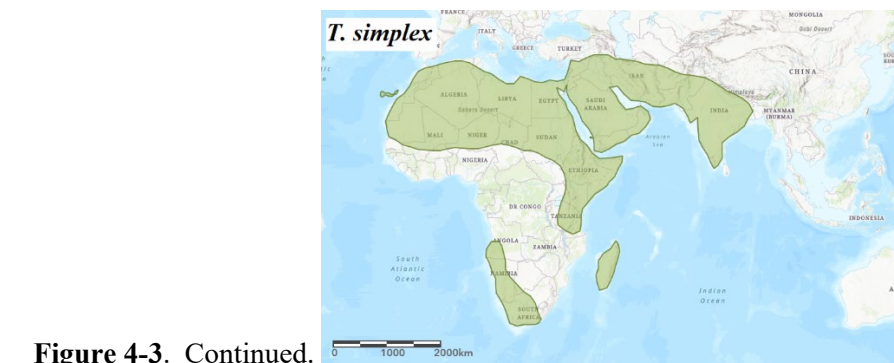 T. simplex
FRANCE
MONGOLIA
Gobi Desert
ITALY
GREECE
TURKEY
CHINA
IRAN
Himalaya
ALGERIA
LIBYA
EGYPT
SAUDI
ARABIA
INDIA
MYANMAR
(BURMA)
Sahara Desert
MALI
NIGER
CHAD
SUDAN
Arabian
Sea
NIGERIA
ETHIOPIA
DR CONGO
TANZANIA
INDONESIA
ANGOLA
ZAMBIA
South
Atlantic
Ocean
NAMIBIA
Indian
Ocean
SOUTH
AFRICA
0 1000 2000km
Figure 4-3. Continued.